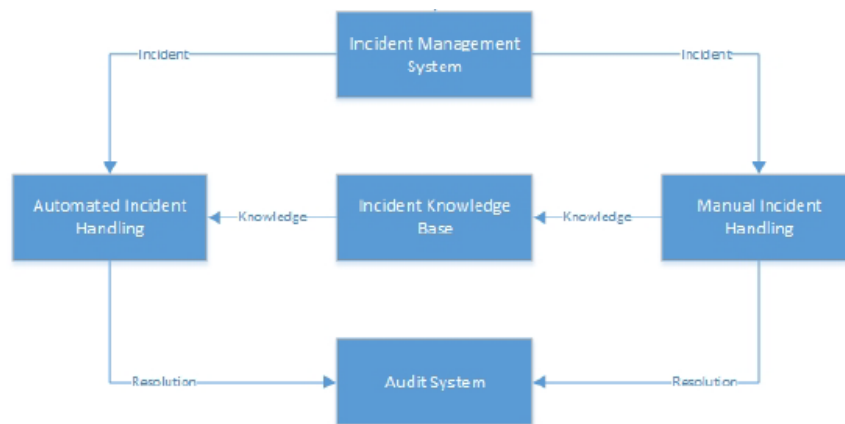 Incident Management
System
Incident
Incident
Automated Incident
Handling
Knowledge
Incident Knowledge
Base
Knowledge
Manual Incident
Handling
Resolution
Audit System
Resolution